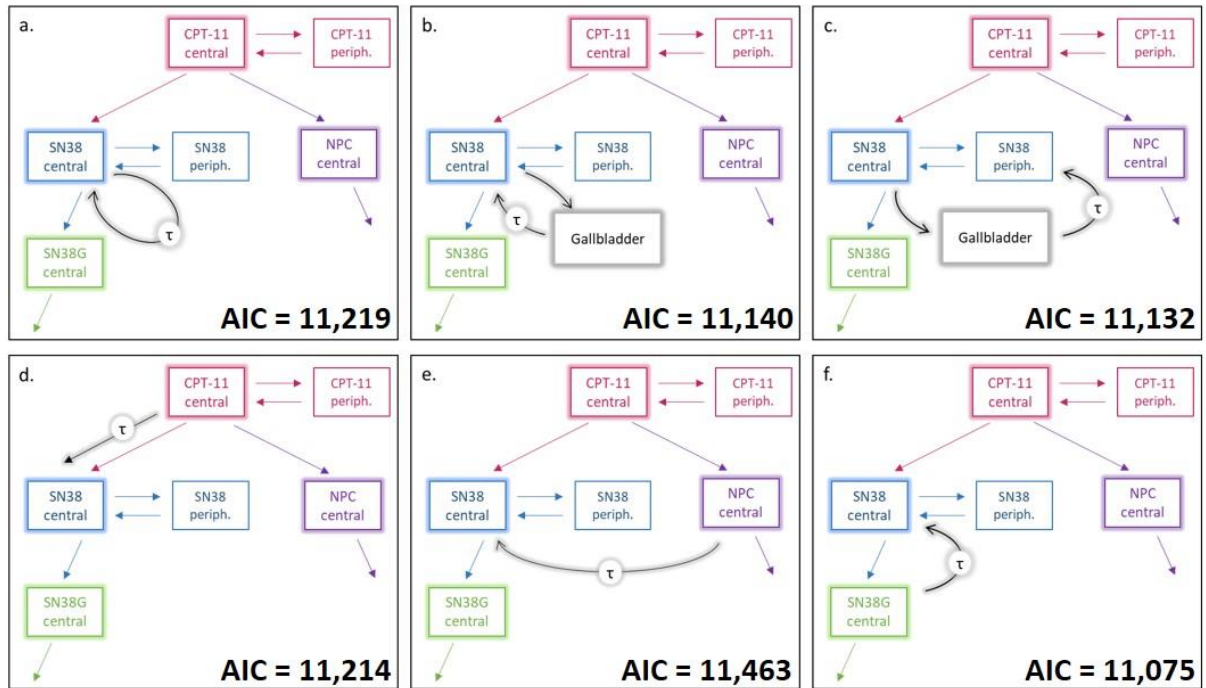 a.
CPT-11
central
CPT-11
periph.
SN38
central
SN38
periph.
NPC
central
τ
SN38G
central
AIC = 11,219
b.
CPT-11
central
CPT-11
periph.
SN38
central
SN38
periph.
NPC
central
τ
Gallbladder
SN38G
central
AIC = 11,140
c.
CPT-11
central
CPT-11
periph.
SN38
central
SN38
periph.
NPC
central
τ
Gallbladder
SN38G
central
AIC = 11,132
d.
CPT-11
central
CPT-11
periph.
τ
SN38
central
SN38
periph.
NPC
central
SN38G
central
AIC = 11,214
e.
CPT-11
central
CPT-11
periph.
SN38
central
SN38
periph.
NPC
central
τ
SN38G
central
AIC = 11,463
f.
CPT-11
central
CPT-11
periph.
SN38
central
SN38
periph.
NPC
central
τ
SN38G
central
AIC = 11,075